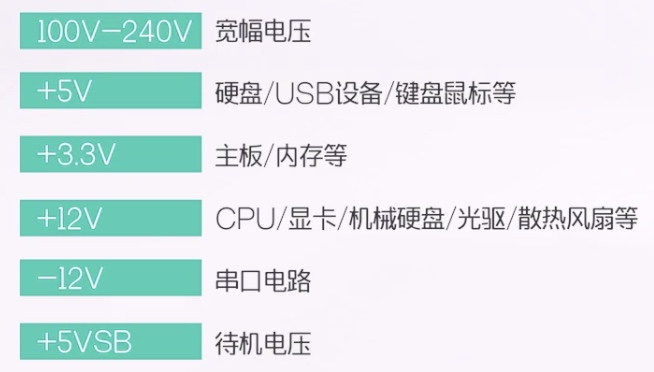 100V-240V 宽幅电压
+5V 硬盘/USB设备/键盘鼠标等
+3.3V 主板/内存等
+12V CPU/显卡/机械硬盘/光驱/散热风扇等
-12V 串口电路
+5VSB 待机电压